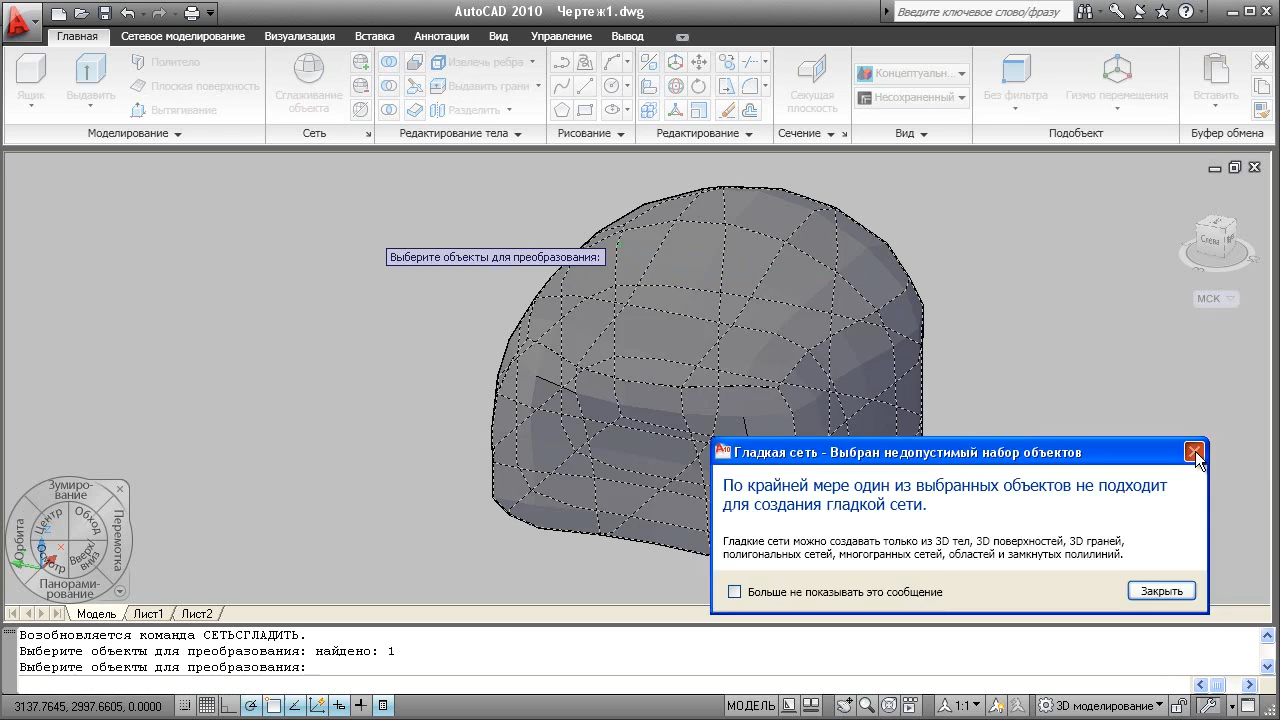 AutoCAD 2010 Чертеж1.dwg
Введите ключевое слово/фразу
Главная Сетевое моделирование Визуализация Вставка Аннотации Вид Управление Вывод
Ящик
Выдавить
Политело
Плоская поверхность
Вытягивание
Сглаживание
объекта
Извлечь ребра
Выдавить грани
Разделить
Секущая
плоскость
Концептуальн...
Несохраненный
Без фильтра
Гизмо перемещения
Вставить
Моделирование Сеть Редактирование тела Рисование Редактирование Сечение Вид Подобъект Буфер обмена
Выберите объекты для преобразования:
Слева
МСК
Гладкая сеть - Выбран недопустимый набор объектов
По крайней мере один из выбранных объектов не подходит
для создания гладкой сети.
Гладкие сети можно создавать только из 3D тел, 3D поверхностей, 3D граней,
полигональных сетей, многогранных сетей, областей и замкнутых полилиний.
Больше не показывать это сообщение
Закрыть
Зумиро-
вание
Центр
Обход
Орбита
Перемотка
Вверх/
Панорами-
рование
Модель Лист1 Лист2
Возобновляется команда СЕТЬСГЛАДИТЬ.
Выберите объекты для преобразования: найдено: 1
Выберите объекты для преобразования:
3137.7645, 2997.6605, 0.0000
МОДЕЛЬ
1:1
3D моделирование